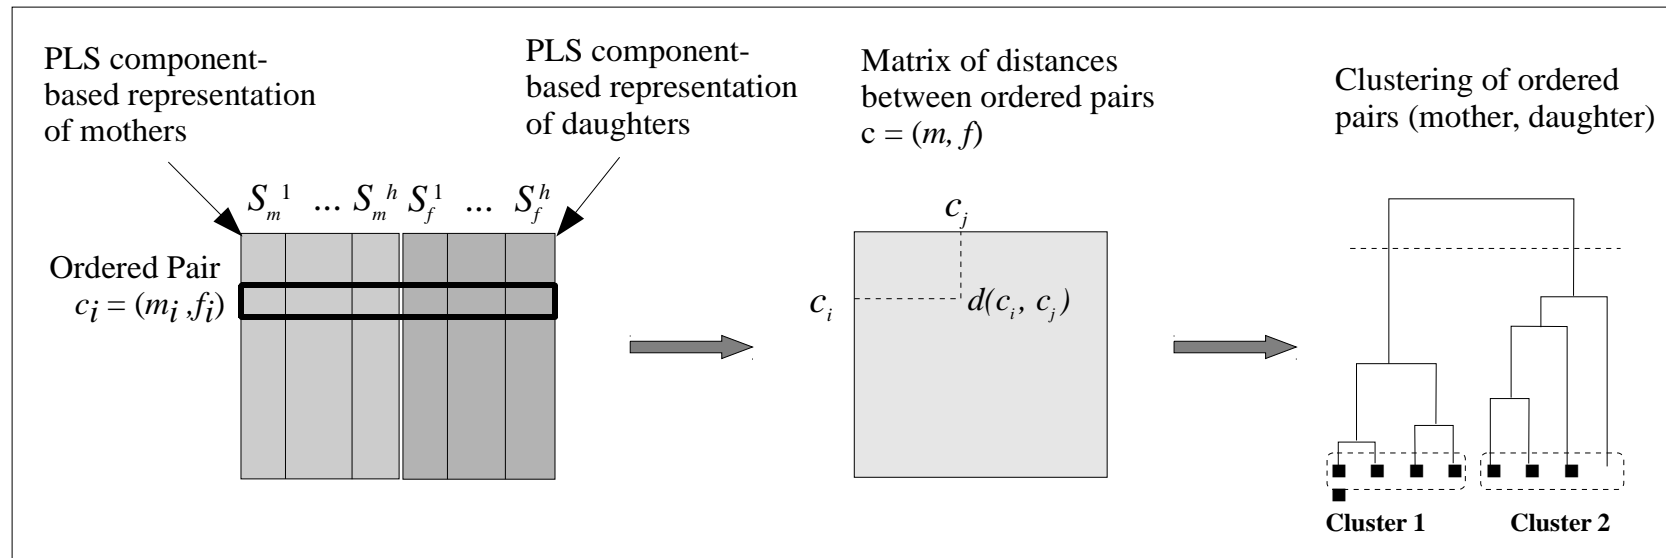 PLS component-
based representation
of mothers
PLS component-
based representation
of daughters
Matrix of distances
between ordered pairs
c = (m, f)
Clustering of ordered
pairs (mother, daughter)
S_m^1 ... S_m^h S_f^1 ... S_f^h
Ordered Pair
c_i = (m_i ,f_i)
c_j
c_i
d(c_i, c_j)
Cluster 1
Cluster 2